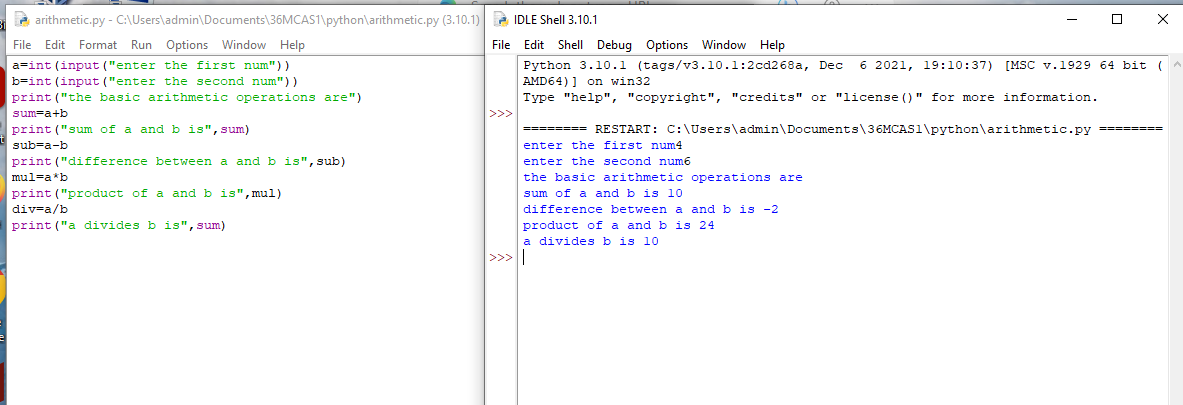 arithmetic.py - C:\Users\admin\Documents\36MCAS1\python\arithmetic.py (3.10.1)
File Edit Format Run Options Window Help
a=int(input("enter the first num"))
b=int(input("enter the second num"))
print("the basic arithmetic operations are")
sum=a+b
print("sum of a and b is",sum)
sub=a-b
print("difference between a and b is",sub)
mul=a*b
print("product of a and b is",mul)
div=a/b
print("a divides b is",sum)
IDLE Shell 3.10.1
File Edit Shell Debug Options Window Help
Python 3.10.1 (tags/v3.10.1:2cd268a, Dec  6 2021, 19:10:37) [MSC v.1929 64 bit (
AMD64)] on win32
Type "help", "copyright", "credits" or "license()" for more information.
>>>
======== RESTART: C:\Users\admin\Documents\36MCAS1\python\arithmetic.py ========
enter the first num4
enter the second num6
the basic arithmetic operations are
sum of a and b is 10
difference between a and b is -2
product of a and b is 24
a divides b is 10
>>>